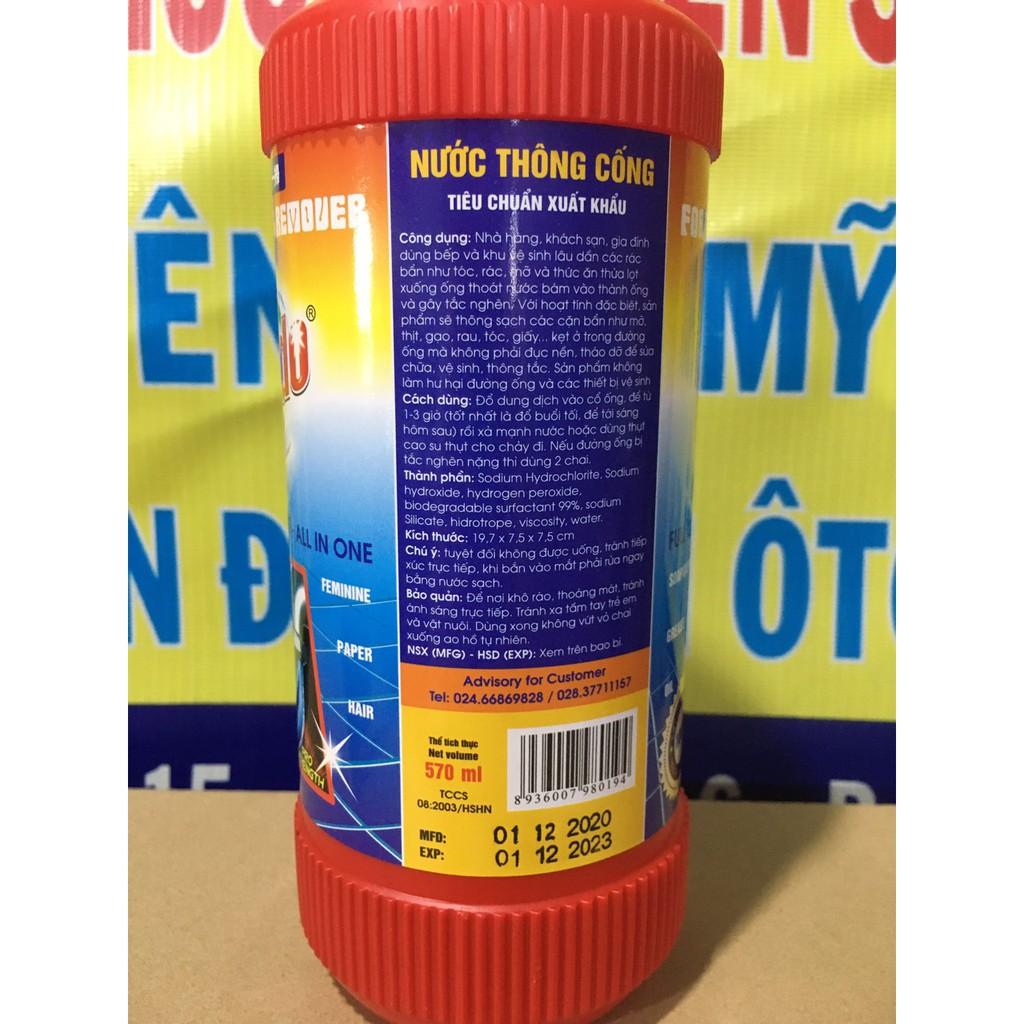 NƯỚC THÔNG CỐNG
TIÊU CHUẨN XUẤT KHẨU
Công dụng: Nhà hàng, khách sạn, gia đình
dùng bếp và khu vệ sinh lâu dần các rác
bẩn như tóc, rác, mỡ và thức ăn thừa lọt
xuống ống thoát nước bám vào thành ống
và gây tắc nghẽn. Với hoạt tính đặc biệt, sản
phẩm sẽ thông sạch các cặn bẩn như mỡ,
thịt, gạo, rau, tóc, giấy... kẹt ở trong đường
ống mà không phải đục nền, tháo dỡ để sửa
chữa, vệ sinh, thông tắc. Sản phẩm không
làm hư hại đường ống và các thiết bị vệ sinh
Cách dùng: Đổ dung dịch vào cổ ống, để từ
1-3 giờ (tốt nhất là đổ buổi tối, để tới sáng
hôm sau) rồi xả mạnh nước hoặc dùng thụt
cao su thụt cho chảy đi. Nếu đường ống bị
tắc nghẽn nặng thì dùng 2 chai.
Thành phần: Sodium Hydrochlorite, Sodium
hydroxide, hydrogen peroxide,
biodegradable surfactant 99%, sodium
Silicate, hidrotrope, viscosity, water.
Kích thước: 19,7 x 7,5 x 7.5 cm
Chú ý: tuyệt đối không được uống, tránh tiếp
xúc trực tiếp, khi bắn vào mắt phải rửa ngay
bằng nước sạch.
Bảo quản: Để nơi khô ráo, thoáng mát, tránh
ánh sáng trực tiếp. Tránh xa tầm tay trẻ em
và vật nuôi. Dùng xong không vứt vỏ chai
xuống ao hồ tự nhiên.
NSX (MFG) - HSD (EXP): Xem trên bao bì.
Advisory for Customer
Tel: 024.66869828 / 028.37711157
Thể tích thực
Net volume
570 ml
TCCS
08:2003/HSHN
8936007980194
MFD: 01 12 2020
EXP: 01 12 2023
REMOVER
®
ALL IN ONE
FEMININE
PAPER
HAIR
MỸ
ÔTÔ